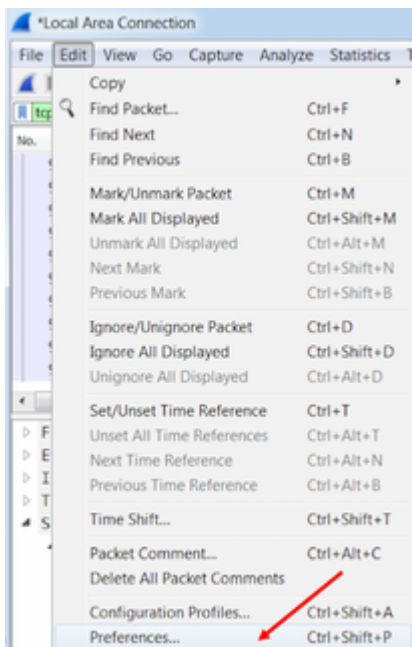 *Local Area Connection
File Edit View Go Capture Analyze Statistics
tcp
No.
Copy
Find Packet... Ctrl+F
Find Next Ctrl+N
Find Previous Ctrl+B
Mark/Unmark Packet Ctrl+M
Mark All Displayed Ctrl+Shift+M
Unmark All Displayed Ctrl+Alt+M
Next Mark Ctrl+Shift+N
Previous Mark Ctrl+Shift+B
Ignore/Unignore Packet Ctrl+D
Ignore All Displayed Ctrl+Shift+D
Unignore All Displayed Ctrl+Alt+D
Set/Unset Time Reference Ctrl+T
Unset All Time References Ctrl+Alt+T
Next Time Reference Ctrl+Alt+N
Previous Time Reference Ctrl+Alt+B
Time Shift... Ctrl+Shift+T
Packet Comment... Ctrl+Alt+C
Delete All Packet Comments
Configuration Profiles... Ctrl+Shift+A
Preferences... Ctrl+Shift+P
F
E
I
T
S